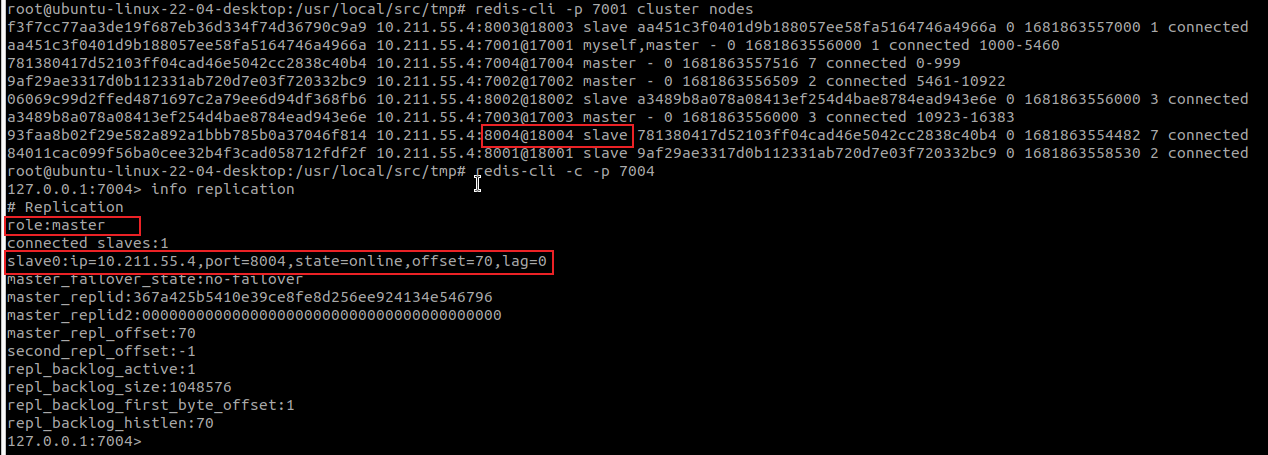 root@ubuntu-linux-22-04-desktop:/usr/local/src/tmp# redis-cli -p 7001 cluster nodes
f3f7cc77aa3de19f687eb36d334f74d36790c9a9 10.211.55.4:8003@18003 slave aa451c3f0401d9b188057ee58fa5164746a4966a 0 1681863557000 1 connected
aa451c3f0401d9b188057ee58fa5164746a4966a 10.211.55.4:7001@17001 myself,master - 0 1681863556000 1 connected 1000-5460
781380417d52103ff04cad46e5042cc2838c40b4 10.211.55.4:7004@17004 master - 0 1681863557516 7 connected 0-999
9af29ae3317d0b112331ab720d7e03f720332bc9 10.211.55.4:7002@17002 master - 0 1681863556509 2 connected 5461-10922
06069c99d2ffed4871697c2a79ee6d94df368fb6 10.211.55.4:8002@18002 slave a3489b8a078a08413ef254d4bae8784ead943e6e 0 1681863556000 3 connected
a3489b8a078a08413ef254d4bae8784ead943e6e 10.211.55.4:7003@17003 master - 0 1681863556000 3 connected 10923-16383
93faa8b02f29e582a892a1bbb785b0a37046f814 10.211.55.4:8004@18004 slave 781380417d52103ff04cad46e5042cc2838c40b4 0 1681863554482 7 connected
84011cac099f56ba0cee32b4f3cad058712fdf2f 10.211.55.4:8001@18001 slave 9af29ae3317d0b112331ab720d7e03f720332bc9 0 1681863558530 2 connected
root@ubuntu-linux-22-04-desktop:/usr/local/src/tmp# redis-cli -c -p 7004
127.0.0.1:7004> info replication
# Replication
role:master
connected_slaves:1
slave0:ip=10.211.55.4,port=8004,state=online,offset=70,lag=0
master_failover_state:no-failover
master_replid:367a425b5410e39ce8fe8d256ee924134e546796
master_replid2:0000000000000000000000000000000000000000
master_repl_offset:70
second_repl_offset:-1
repl_backlog_active:1
repl_backlog_size:1048576
repl_backlog_first_byte_offset:1
repl_backlog_histlen:70
127.0.0.1:7004>